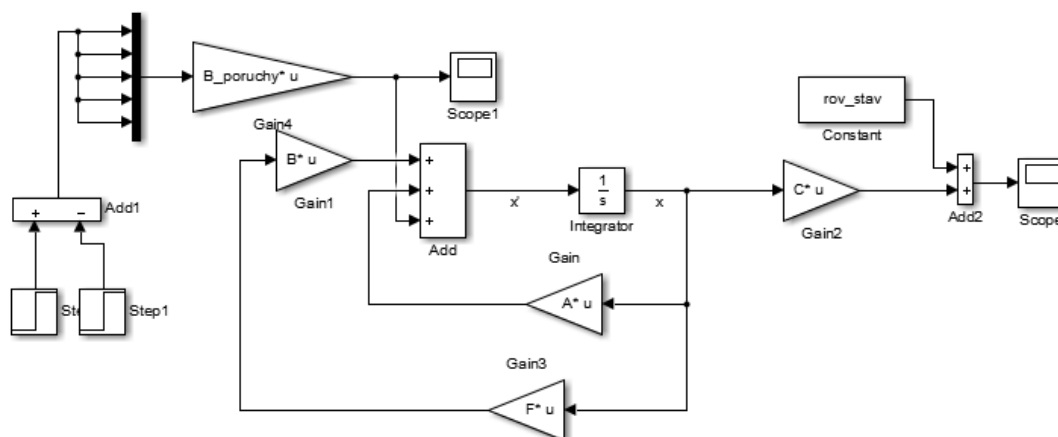 B_poruchy* u
Scope1
Gain4
B* u
Gain1
+
+
+
Add
x'
1
s
Integrator
x
rov_stav
Constant
C* u
Gain2
+
+
Add2
Scope
+ −
Add1
Step1
Gain
A* u
Gain3
F* u